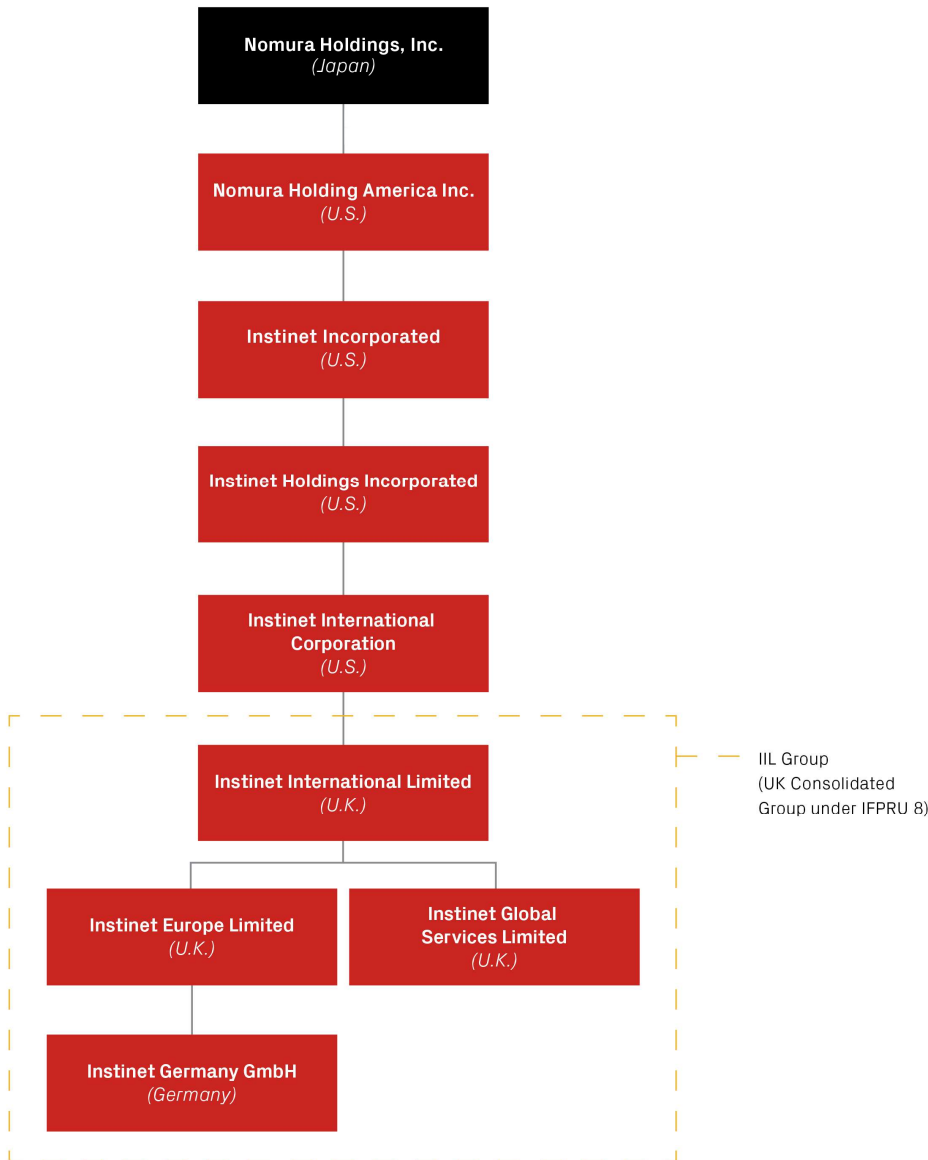 Nomura Holdings, Inc.
(Japan)
Nomura Holding America Inc.
(U.S.)
Instinet Incorporated
(U.S.)
Instinet Holdings Incorporated
(U.S.)
Instinet International
Corporation
(U.S.)
Instinet International Limited
(U.K.)
IIL Group
(UK Consolidated
Group under IFPRU 8)
Instinet Europe Limited
(U.K.)
Instinet Global
Services Limited
(U.K.)
Instinet Germany GmbH
(Germany)